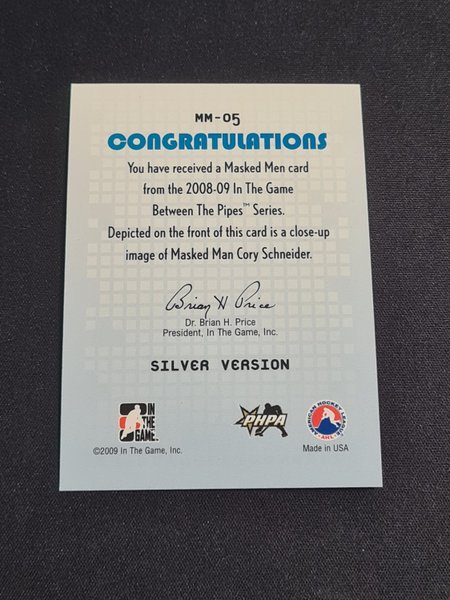 MM-05
CONGRATULATIONS
You have received a Masked Men card
from the 2008-09 In The Game
Between The Pipes™ Series.
Depicted on the front of this card is a close-up
image of Masked Man Cory Schneider.
Brian H Price
Dr. Brian H. Price
President, In The Game, Inc.
SILVER VERSION
IN
THE
GAME
PHPA
AMERICAN HOCKEY LEAGUE
AHL
©2009 In The Game, Inc.
Made in USA